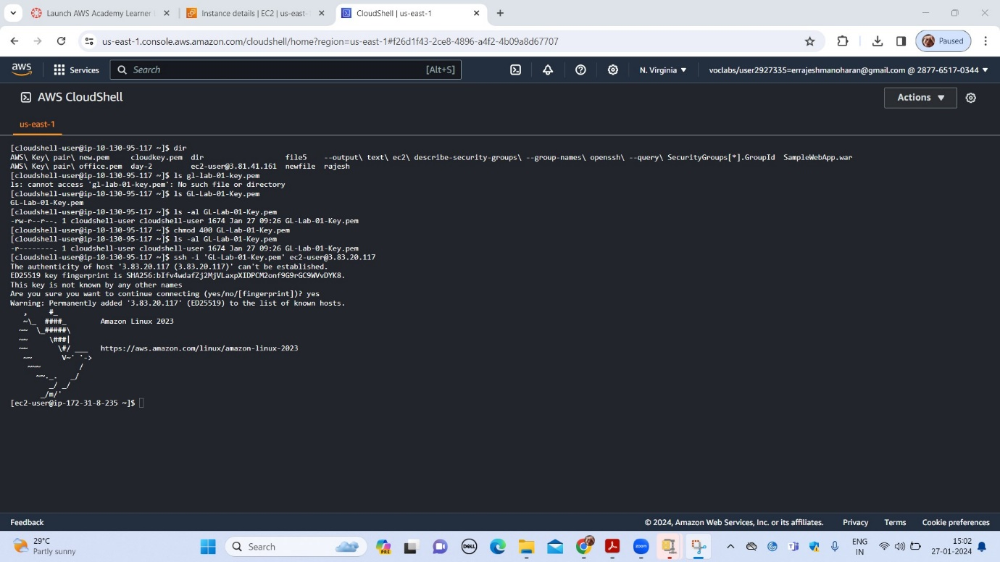 Launch AWS Academy Learner
Instance details | EC2 | us-east-
CloudShell | us-east-1
us-east-1.console.aws.amazon.com/cloudshell/home?region=us-east-1#f26d1f43-2ce8-4896-a4f2-4b09a8d67707
Paused
aws
Services
Search
[Alt+S]
N. Virginia
voclabs/user2927335=errajeshmanoharan@gmail.com @ 2877-6517-0344
AWS CloudShell
Actions
us-east-1
[cloudshell-user@ip-10-130-95-117 ~]$ dir
AWS\ Key\ pair\ new.pem cloudkey.pem dir file5 --output\ text\ ec2\ describe-security-groups\ --group-names\ openssh\ --query\ SecurityGroups[*].GroupId SampleWebApp.war
AWS\ Key\ pair\ office.pem day-2 ec2-user@3.81.41.161 newfile rajesh
[cloudshell-user@ip-10-130-95-117 ~]$ ls gl-lab-01-key.pem
ls: cannot access 'gl-lab-01-key.pem': No such file or directory
[cloudshell-user@ip-10-130-95-117 ~]$ ls GL-Lab-01-Key.pem
GL-Lab-01-Key.pem
[cloudshell-user@ip-10-130-95-117 ~]$ ls -al GL-Lab-01-Key.pem
-rw-r--r--. 1 cloudshell-user cloudshell-user 1674 Jan 27 09:26 GL-Lab-01-Key.pem
[cloudshell-user@ip-10-130-95-117 ~]$ chmod 400 GL-Lab-01-Key.pem
[cloudshell-user@ip-10-130-95-117 ~]$ ls -al GL-Lab-01-Key.pem
-r--------. 1 cloudshell-user cloudshell-user 1674 Jan 27 09:26 GL-Lab-01-Key.pem
[cloudshell-user@ip-10-130-95-117 ~]$ ssh -i 'GL-Lab-01-Key.pem' ec2-user@3.83.20.117
The authenticity of host '3.83.20.117 (3.83.20.117)' can't be established.
ED25519 key fingerprint is SHA256:bIfv4wdafZj2MjVLaxpXIDPCM2onf9G9rGC9WVvDYK8.
This key is not known by any other names
Are you sure you want to continue connecting (yes/no/[fingerprint])? yes
Warning: Permanently added '3.83.20.117' (ED25519) to the list of known hosts.
   ,     #_
   ~\_  ####_        Amazon Linux 2023
  ~~  \_#####\
  ~~     \###|
  ~~       \#/ ___   https://aws.amazon.com/linux/amazon-linux-2023
   ~~       V~' '->
    ~~~         /
      ~~._.   _/
         _/ _/
       _/m/'
[ec2-user@ip-172-31-8-235 ~]$
Feedback
© 2024, Amazon Web Services, Inc. or its affiliates.
Privacy
Terms
Cookie preferences
29°C
Partly sunny
Search
PRE
DELL
zoom
ENG
IN
15:02
27-01-2024